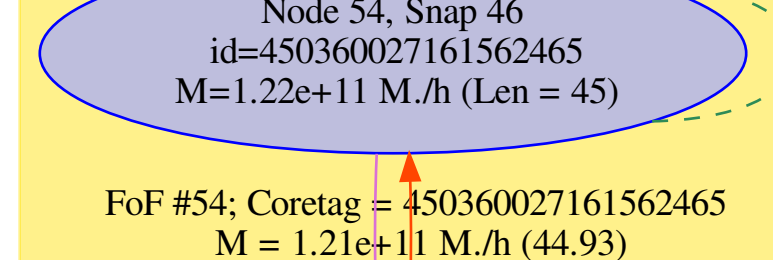 Node 54, Snap 46
id=450360027161562465
M=1.22e+11 M./h (Len = 45)
FoF #54; Coretag = 450360027161562465
M = 1.21e+11 M./h (44.93)